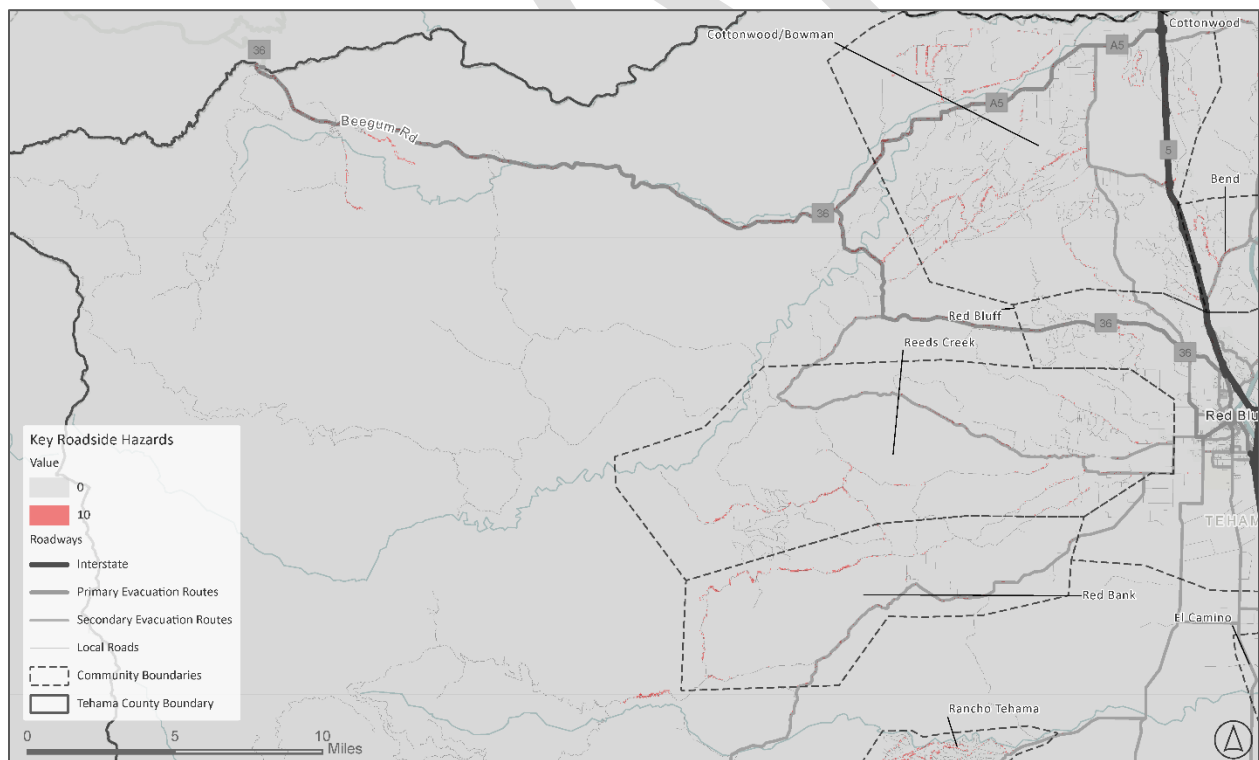 Cottonwood
Cottonwood/Bowman
36
A5
A5
Beegum Rd
5
Bend
36
Red Bluff
36
Reeds Creek
36
Red Blu
Key Roadside Hazards
Value
0
10
Roadways
Interstate
Primary Evacuation Routes
Secondary Evacuation Routes
Local Roads
Community Boundaries
Tehama County Boundary
TEHAM
Red Bank
El Camino
Rancho Tehama
0 5 10
Miles